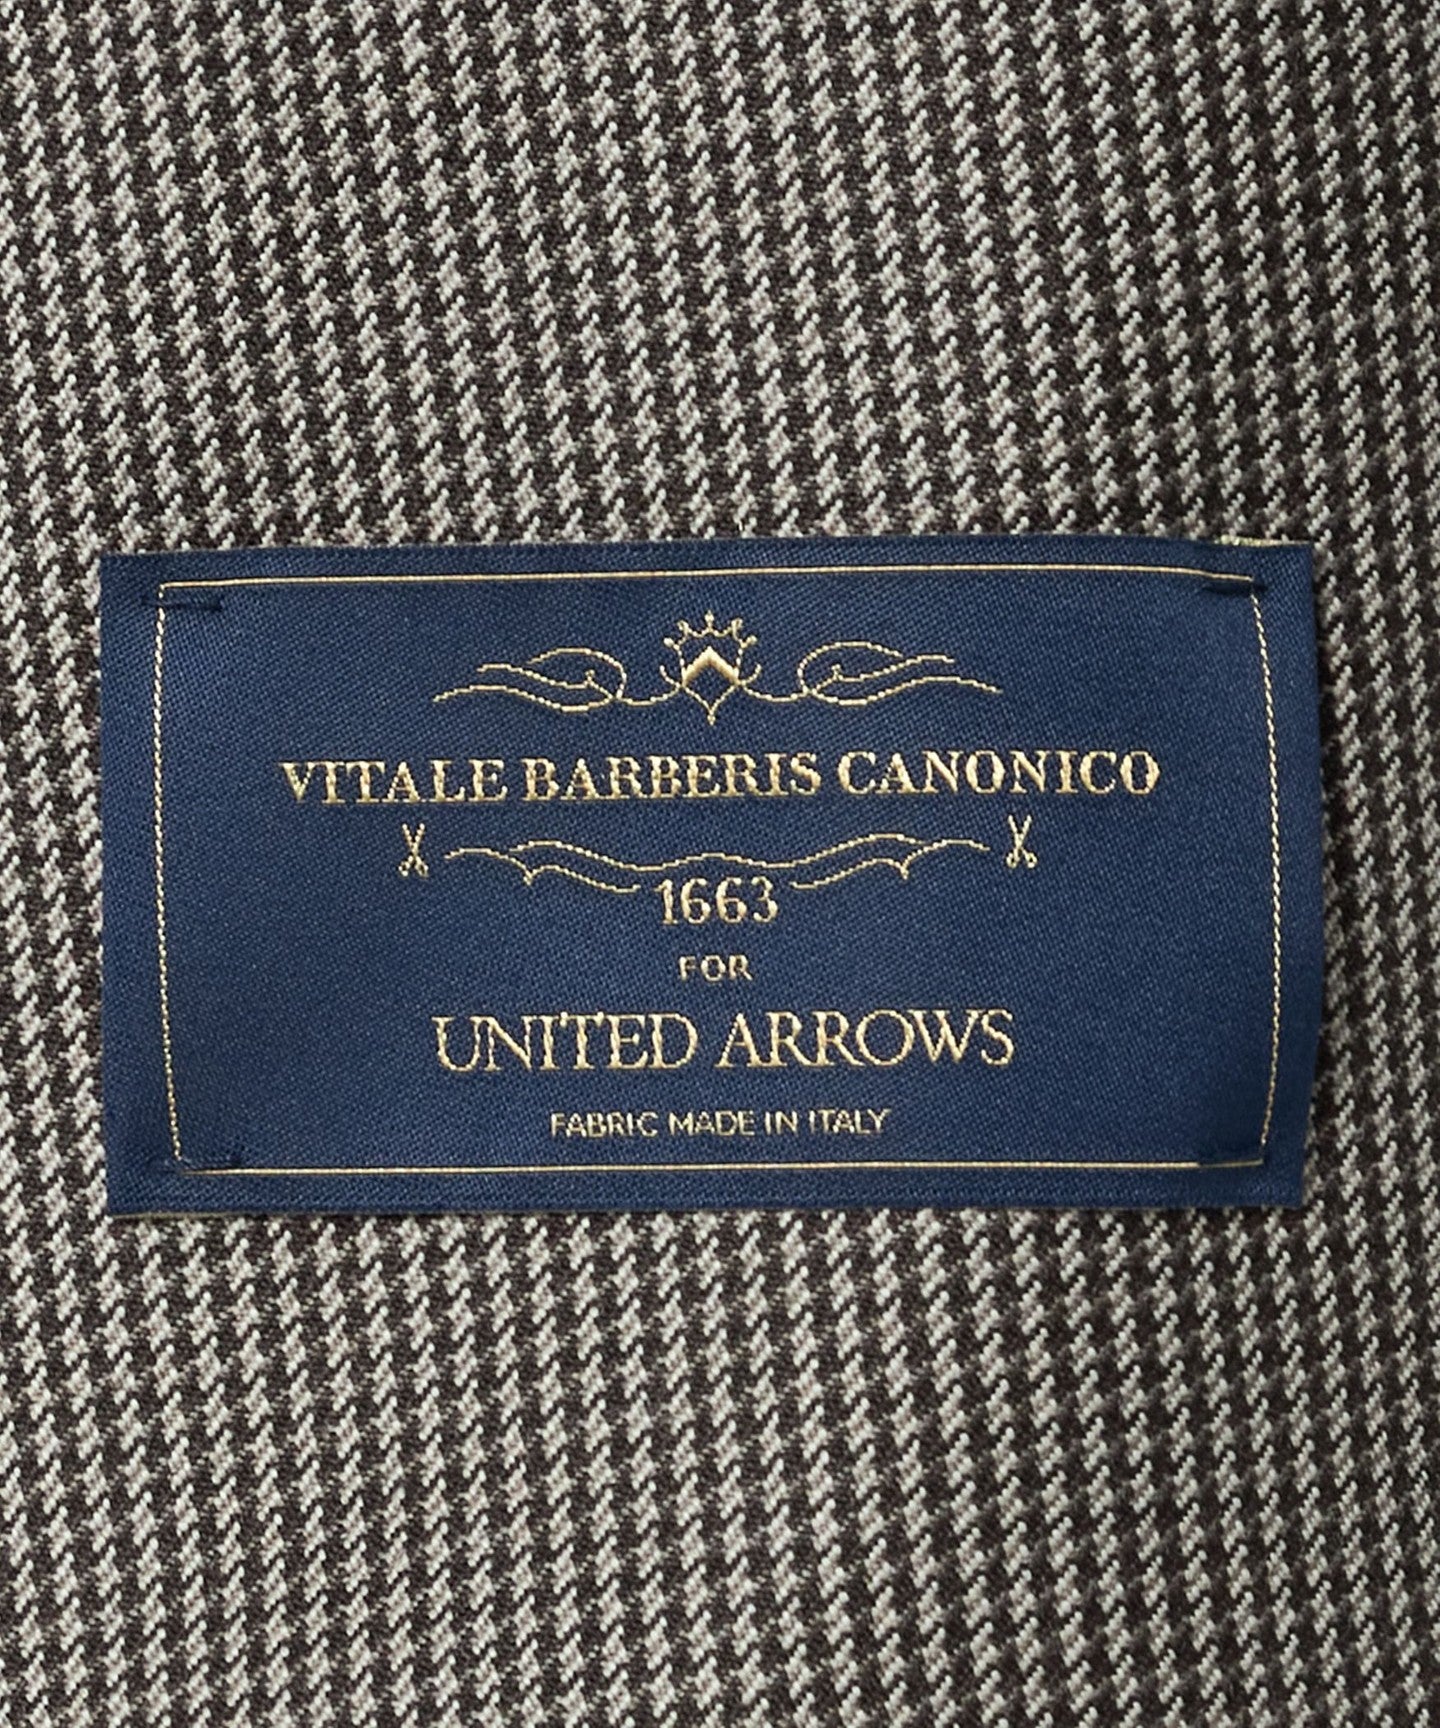 VITALE BARBERIS CANONICO
1663
FOR
UNITED ARROWS
FABRIC MADE IN ITALY